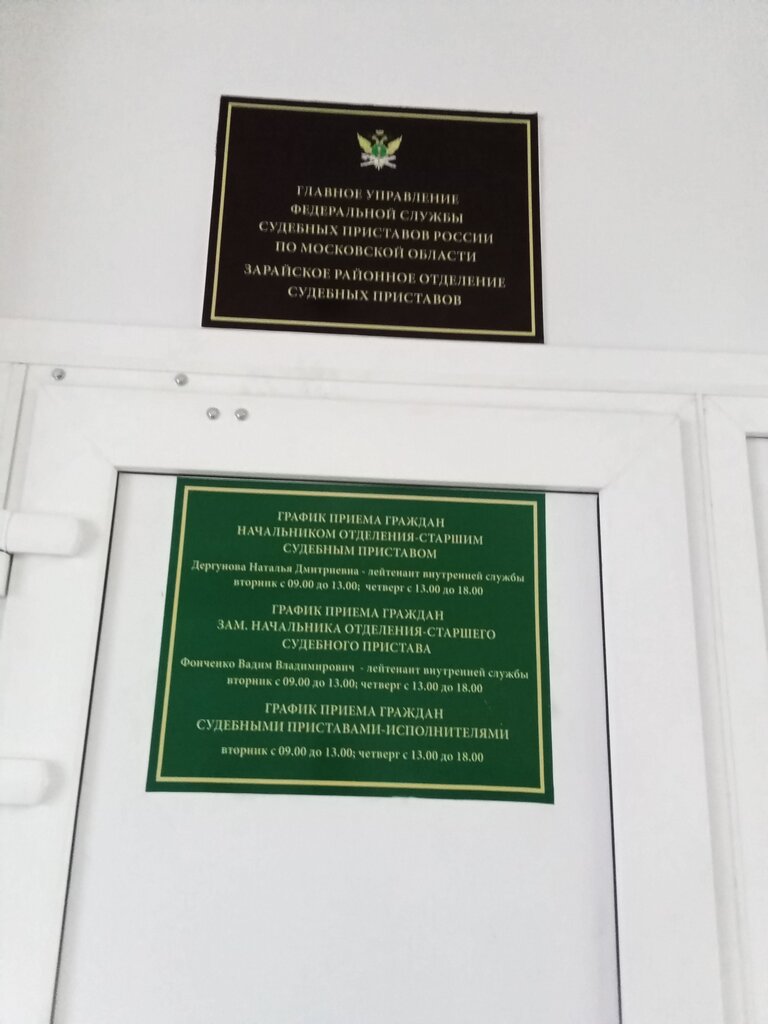 ГЛАВНОЕ УПРАВЛЕНИЕ
ФЕДЕРАЛЬНОЙ СЛУЖБЫ
СУДЕБНЫХ ПРИСТАВОВ РОССИИ
ПО МОСКОВСКОЙ ОБЛАСТИ
ЗАРАЙСКОЕ РАЙОННОЕ ОТДЕЛЕНИЕ
СУДЕБНЫХ ПРИСТАВОВ
ГРАФИК ПРИЕМА ГРАЖДАН
НАЧАЛЬНИКОМ ОТДЕЛЕНИЯ-СТАРШИМ
СУДЕБНЫМ ПРИСТАВОМ
Дергунова Наталья Дмитриевна - лейтенант внутренней службы
вторник с 09.00 до 13.00; четверг с 13.00 до 18.00
ГРАФИК ПРИЕМА ГРАЖДАН
ЗАМ. НАЧАЛЬНИКА ОТДЕЛЕНИЯ-СТАРШЕГО
СУДЕБНОГО ПРИСТАВА
Фонченко Вадим Владимирович - лейтенант внутренней службы
вторник с 09.00 до 13.00; четверг с 13.00 до 18.00
ГРАФИК ПРИЕМА ГРАЖДАН
СУДЕБНЫМИ ПРИСТАВАМИ-ИСПОЛНИТЕЛЯМИ
вторник с 09.00 до 13.00; четверг с 13.00 до 18.00